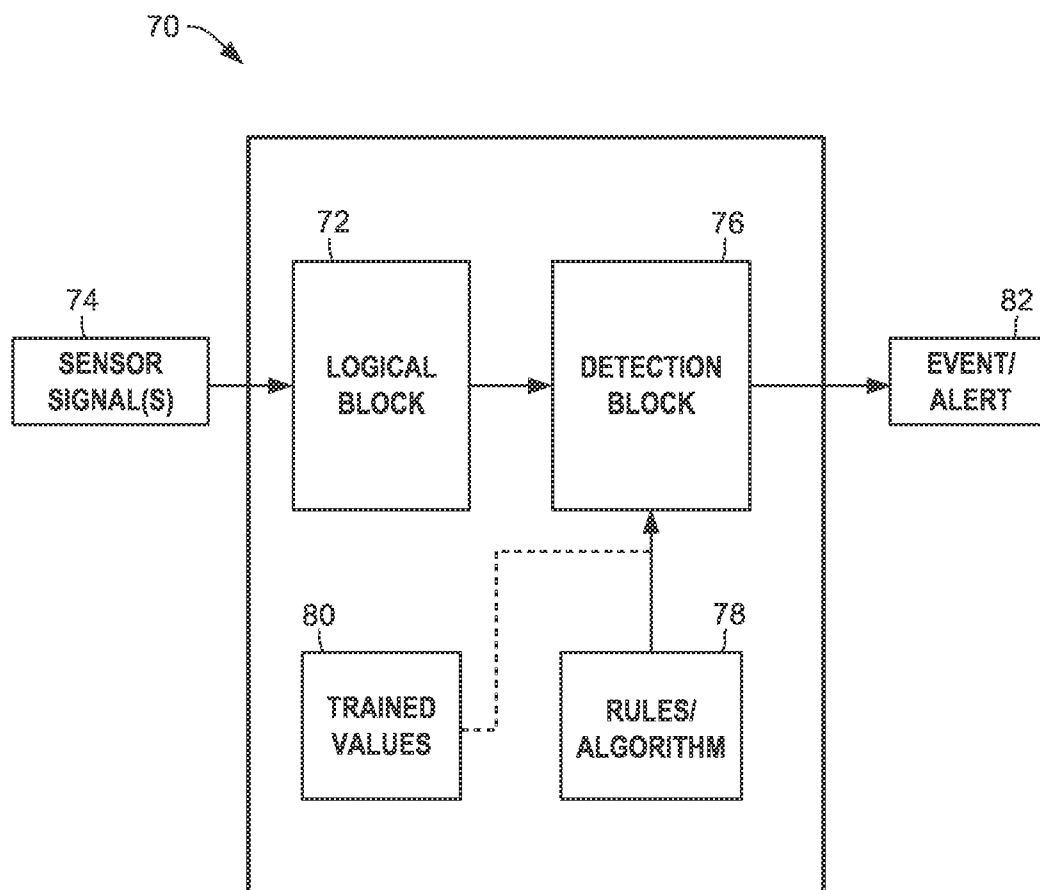 70
72
76
74
82
SENSOR
SIGNAL(S)
LOGICAL
BLOCK
DETECTION
BLOCK
EVENT/
ALERT
80
78
TRAINED
VALUES
RULES/
ALGORITHM